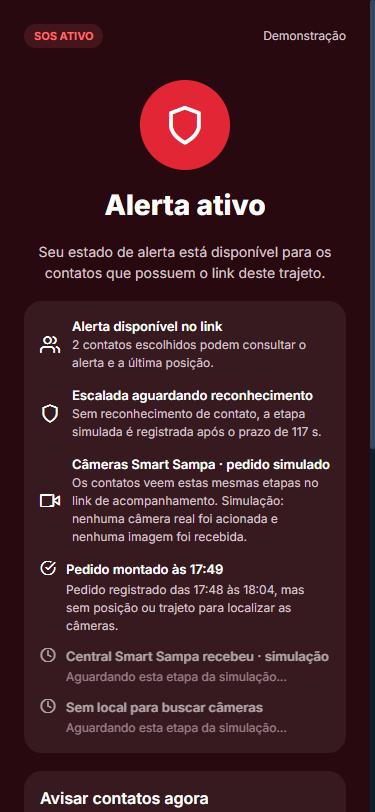 SOS ATIVO
Demonstração
Alerta ativo
Seu estado de alerta está disponível para os
contatos que possuem o link deste trajeto.
Alerta disponível no link
2 contatos escolhidos podem consultar o
alerta e a última posição.
Escalada aguardando reconhecimento
Sem reconhecimento de contato, a etapa
simulada é registrada após o prazo de 117 s.
Câmeras Smart Sampa · pedido simulado
Os contatos veem estas mesmas etapas no
link de acompanhamento. Simulação:
nenhuma câmera real foi acionada e
nenhuma imagem foi recebida.
Pedido montado às 17:49
Pedido registrado das 17:48 às 18:04, mas
sem posição ou trajeto para localizar as
câmeras.
Central Smart Sampa recebeu · simulação
Aguardando esta etapa da simulação...
Sem local para buscar câmeras
Aguardando esta etapa da simulação...
Avisar contatos agora